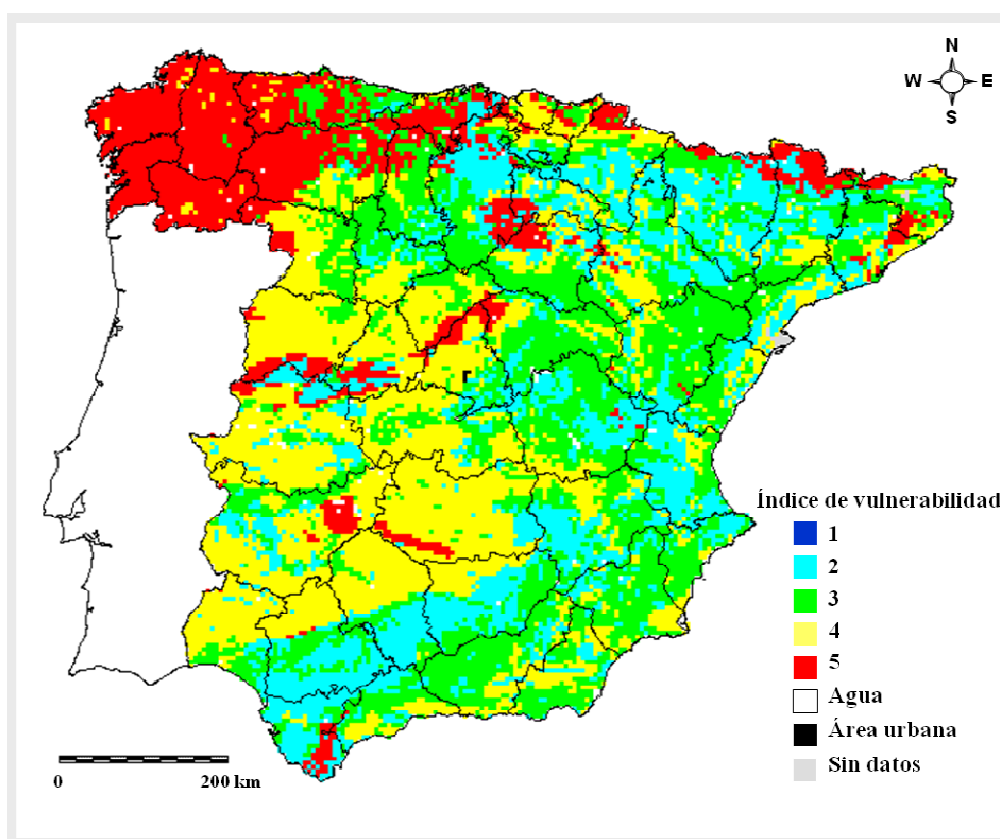 N
W E
S
Índice de vulnerabilidad
1
2
3
4
5
Agua
Área urbana
Sin datos
0 200 km